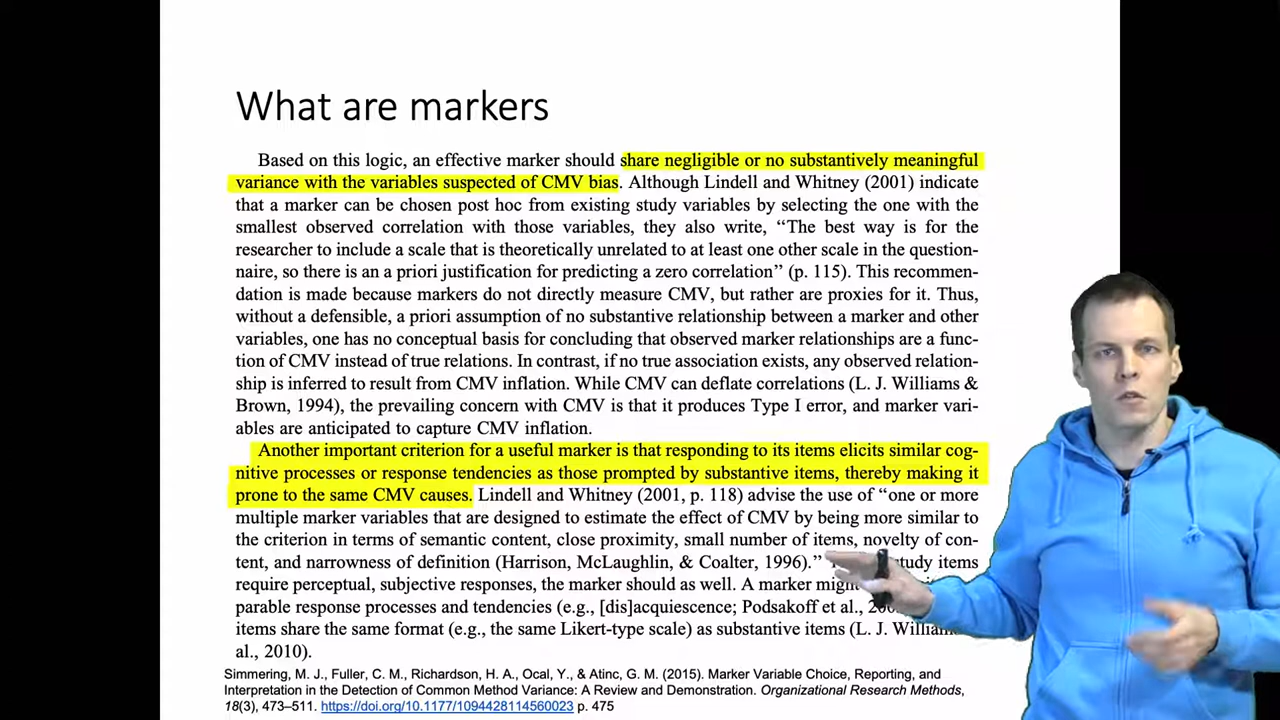 What are markers
Based on this logic, an effective marker should share negligible or no substantively meaningful
variance with the variables suspected of CMV bias. Although Lindell and Whitney (2001) indicate
that a marker can be chosen post hoc from existing study variables by selecting the one with the
smallest observed correlation with those variables, they also write, ‘‘The best way is for the
researcher to include a scale that is theoretically unrelated to at least one other scale in the question-
naire, so there is an a priori justification for predicting a zero correlation’’ (p. 115). This recommen-
dation is made because markers do not directly measure CMV, but rather are proxies for it. Thus,
without a defensible, a priori assumption of no substantive relationship between a marker and other
variables, one has no conceptual basis for concluding that observed marker relationships are a func-
tion of CMV instead of true relations. In contrast, if no true association exists, any observed relation-
ship is inferred to result from CMV inflation. While CMV can deflate correlations (L. J. Williams &
Brown, 1994), the prevailing concern with CMV is that it produces Type I error, and marker vari-
ables are anticipated to capture CMV inflation.
Another important criterion for a useful marker is that responding to its items elicits similar cog-
nitive processes or response tendencies as those prompted by substantive items, thereby making it
prone to the same CMV causes. Lindell and Whitney (2001, p. 118) advise the use of ‘‘one or more
multiple marker variables that are designed to estimate the effect of CMV by being more similar to
the criterion in terms of semantic content, close proximity, small number of items, novelty of con-
tent, and narrowness of definition (Harrison, McLaughlin, & Coalter, 1996).’’ study items
require perceptual, subjective responses, the marker should as well. A marker
parable response processes and tendencies (e.g., [dis]acquiescence; Podsakoff et al.,
items share the same format (e.g., the same Likert-type scale) as substantive items (L. J.
al., 2010).
Simmering, M. J., Fuller, C. M., Richardson, H. A., Ocal, Y., & Atinc, G. M. (2015). Marker Variable Choice, Reporting, and
Interpretation in the Detection of Common Method Variance: A Review and Demonstration. Organizational Research Methods,
18(3), 473–511. https://doi.org/10.1177/1094428114560023 p. 475